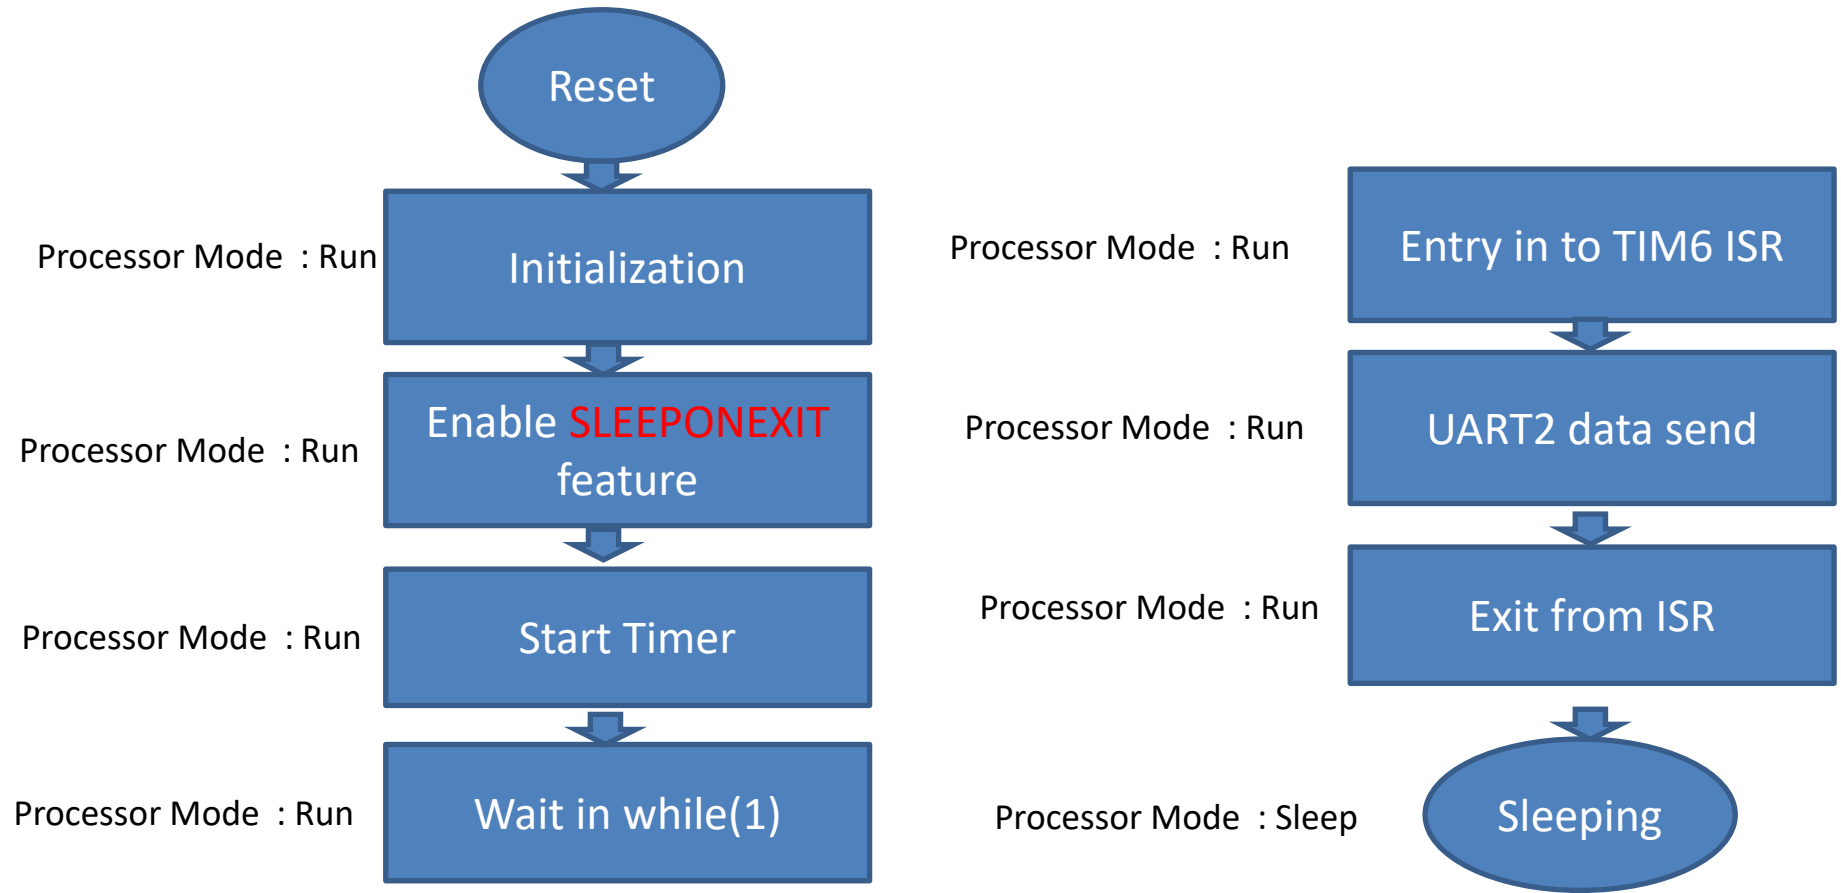 Reset
Processor Mode : Run
Initialization
Processor Mode : Run
Enable SLEEPONEXIT
feature
Processor Mode : Run
Start Timer
Processor Mode : Run
Wait in while(1)
Processor Mode : Run
Entry in to TIM6 ISR
Processor Mode : Run
UART2 data send
Processor Mode : Run
Exit from ISR
Processor Mode : Sleep
Sleeping